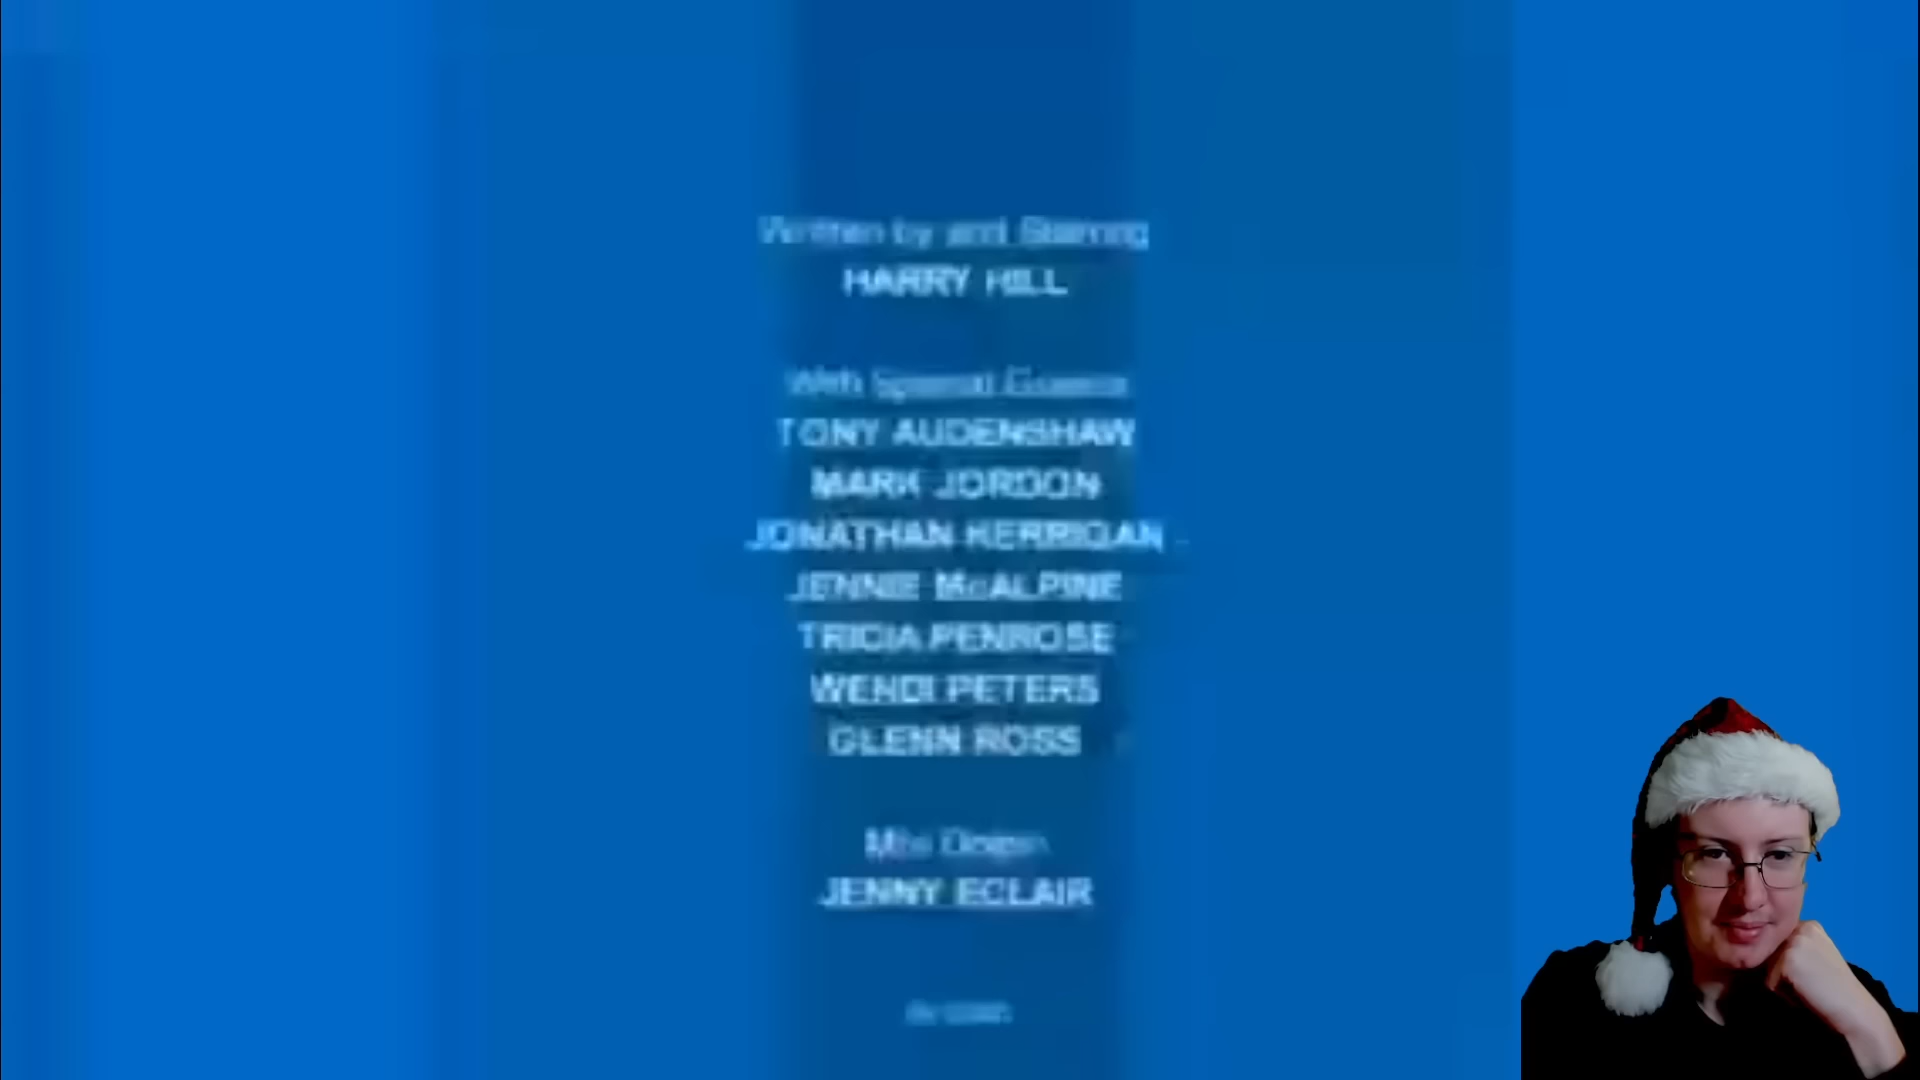 Written by and Starring
HARRY HILL
With Special Guests
TONY AUDENSHAW
MARK JORDON
JONATHAN KERRIGAN
JENNIE McALPINE
TRICIA PENROSE
WENDI PETERS
GLENN ROSS
JENNY ECLAIR